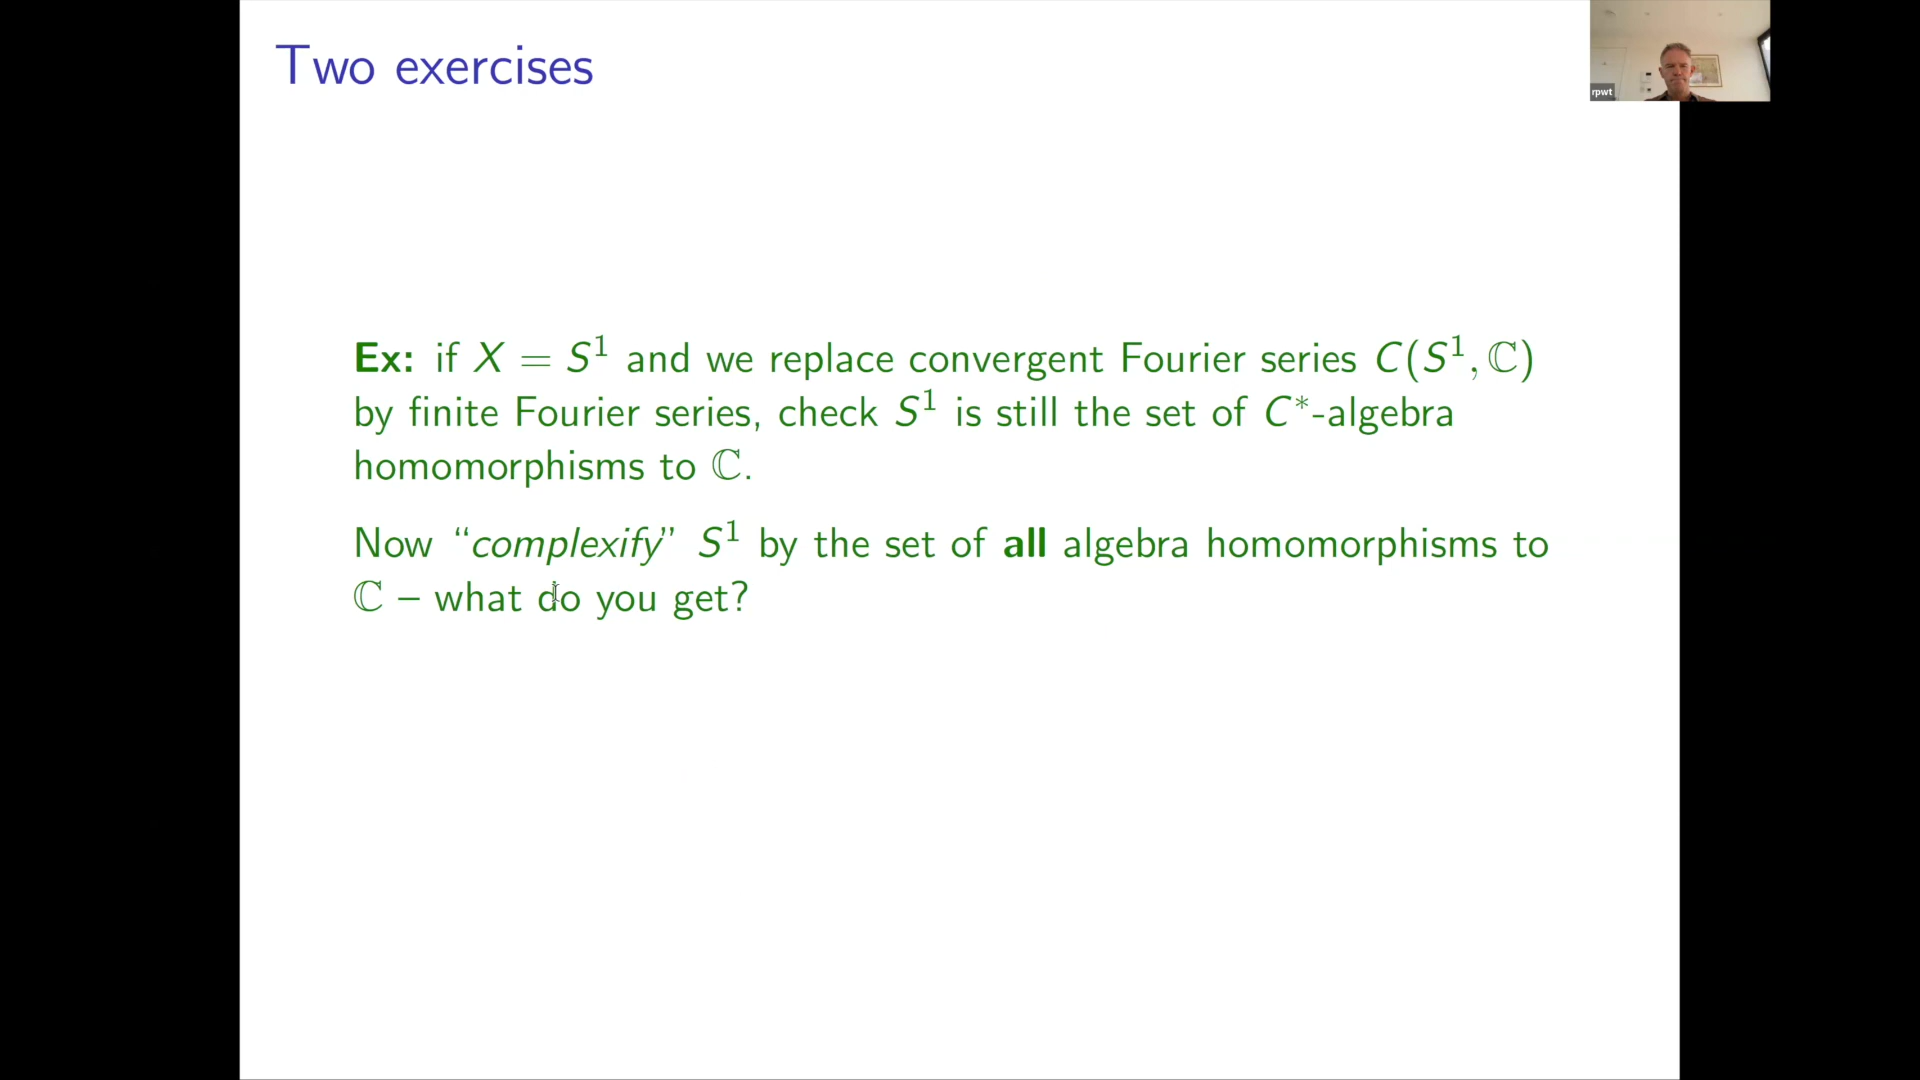 Two exercises
rpwt
Ex: if X = S¹ and we replace convergent Fourier series C(S¹, ℂ)
by finite Fourier series, check S¹ is still the set of C*-algebra
homomorphisms to ℂ.
Now “complexify” S¹ by the set of all algebra homomorphisms to
ℂ – what do you get?